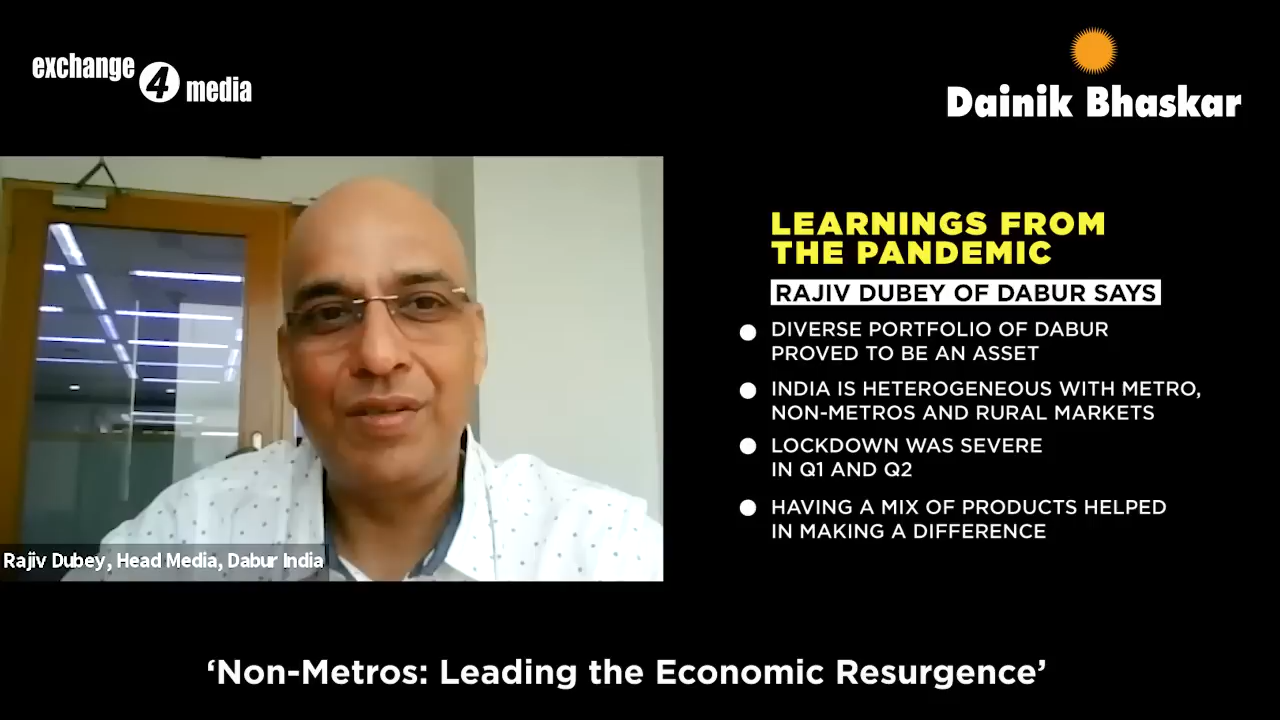 exchange
4
media
Dainik Bhaskar
LEARNINGS FROM
THE PANDEMIC
RAJIV DUBEY OF DABUR SAYS
DIVERSE PORTFOLIO OF DABUR
PROVED TO BE AN ASSET
INDIA IS HETEROGENEOUS WITH METRO,
NON-METROS AND RURAL MARKETS
LOCKDOWN WAS SEVERE
IN Q1 AND Q2
HAVING A MIX OF PRODUCTS HELPED
IN MAKING A DIFFERENCE
Rajiv Dubey, Head Media, Dabur India
‘Non-Metros: Leading the Economic Resurgence’